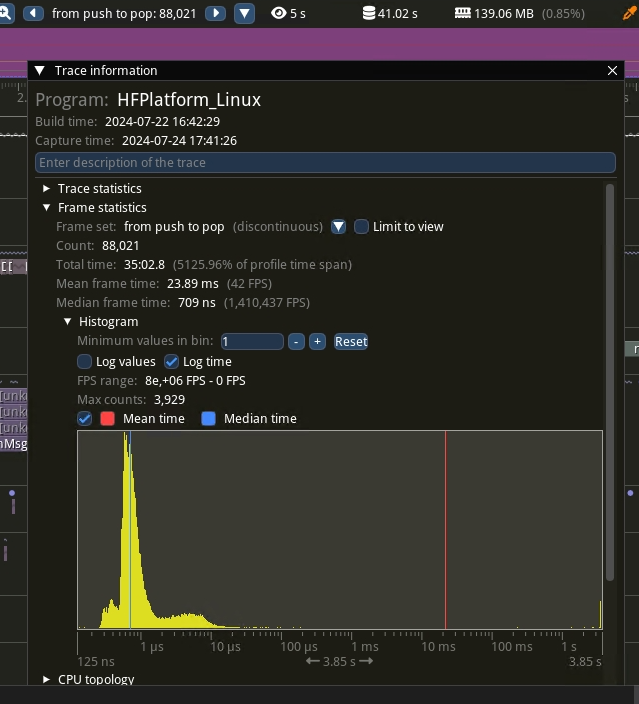 from push to pop: 88,021 5 s 41.02 s 139.06 MB (0.85%)
Trace information
Program: HFPlatform_Linux
Build time: 2024-07-22 16:42:29
Capture time: 2024-07-24 17:41:26
Enter description of the trace
Trace statistics
Frame statistics
Frame set: from push to pop (discontinuous) Limit to view
Count: 88,021
Total time: 35:02.8 (5125.96% of profile time span)
Mean frame time: 23.89 ms (42 FPS)
Median frame time: 709 ns (1,410,437 FPS)
Histogram
Minimum values in bin: 1 - + Reset
Log values Log time
FPS range: 8e,+06 FPS - 0 FPS
Max counts: 3,929
Mean time Median time
1 µs 10 µs 100 µs 1 ms 10 ms 100 ms 1 s
125 ns 3.85 s 3.85 s
CPU topology